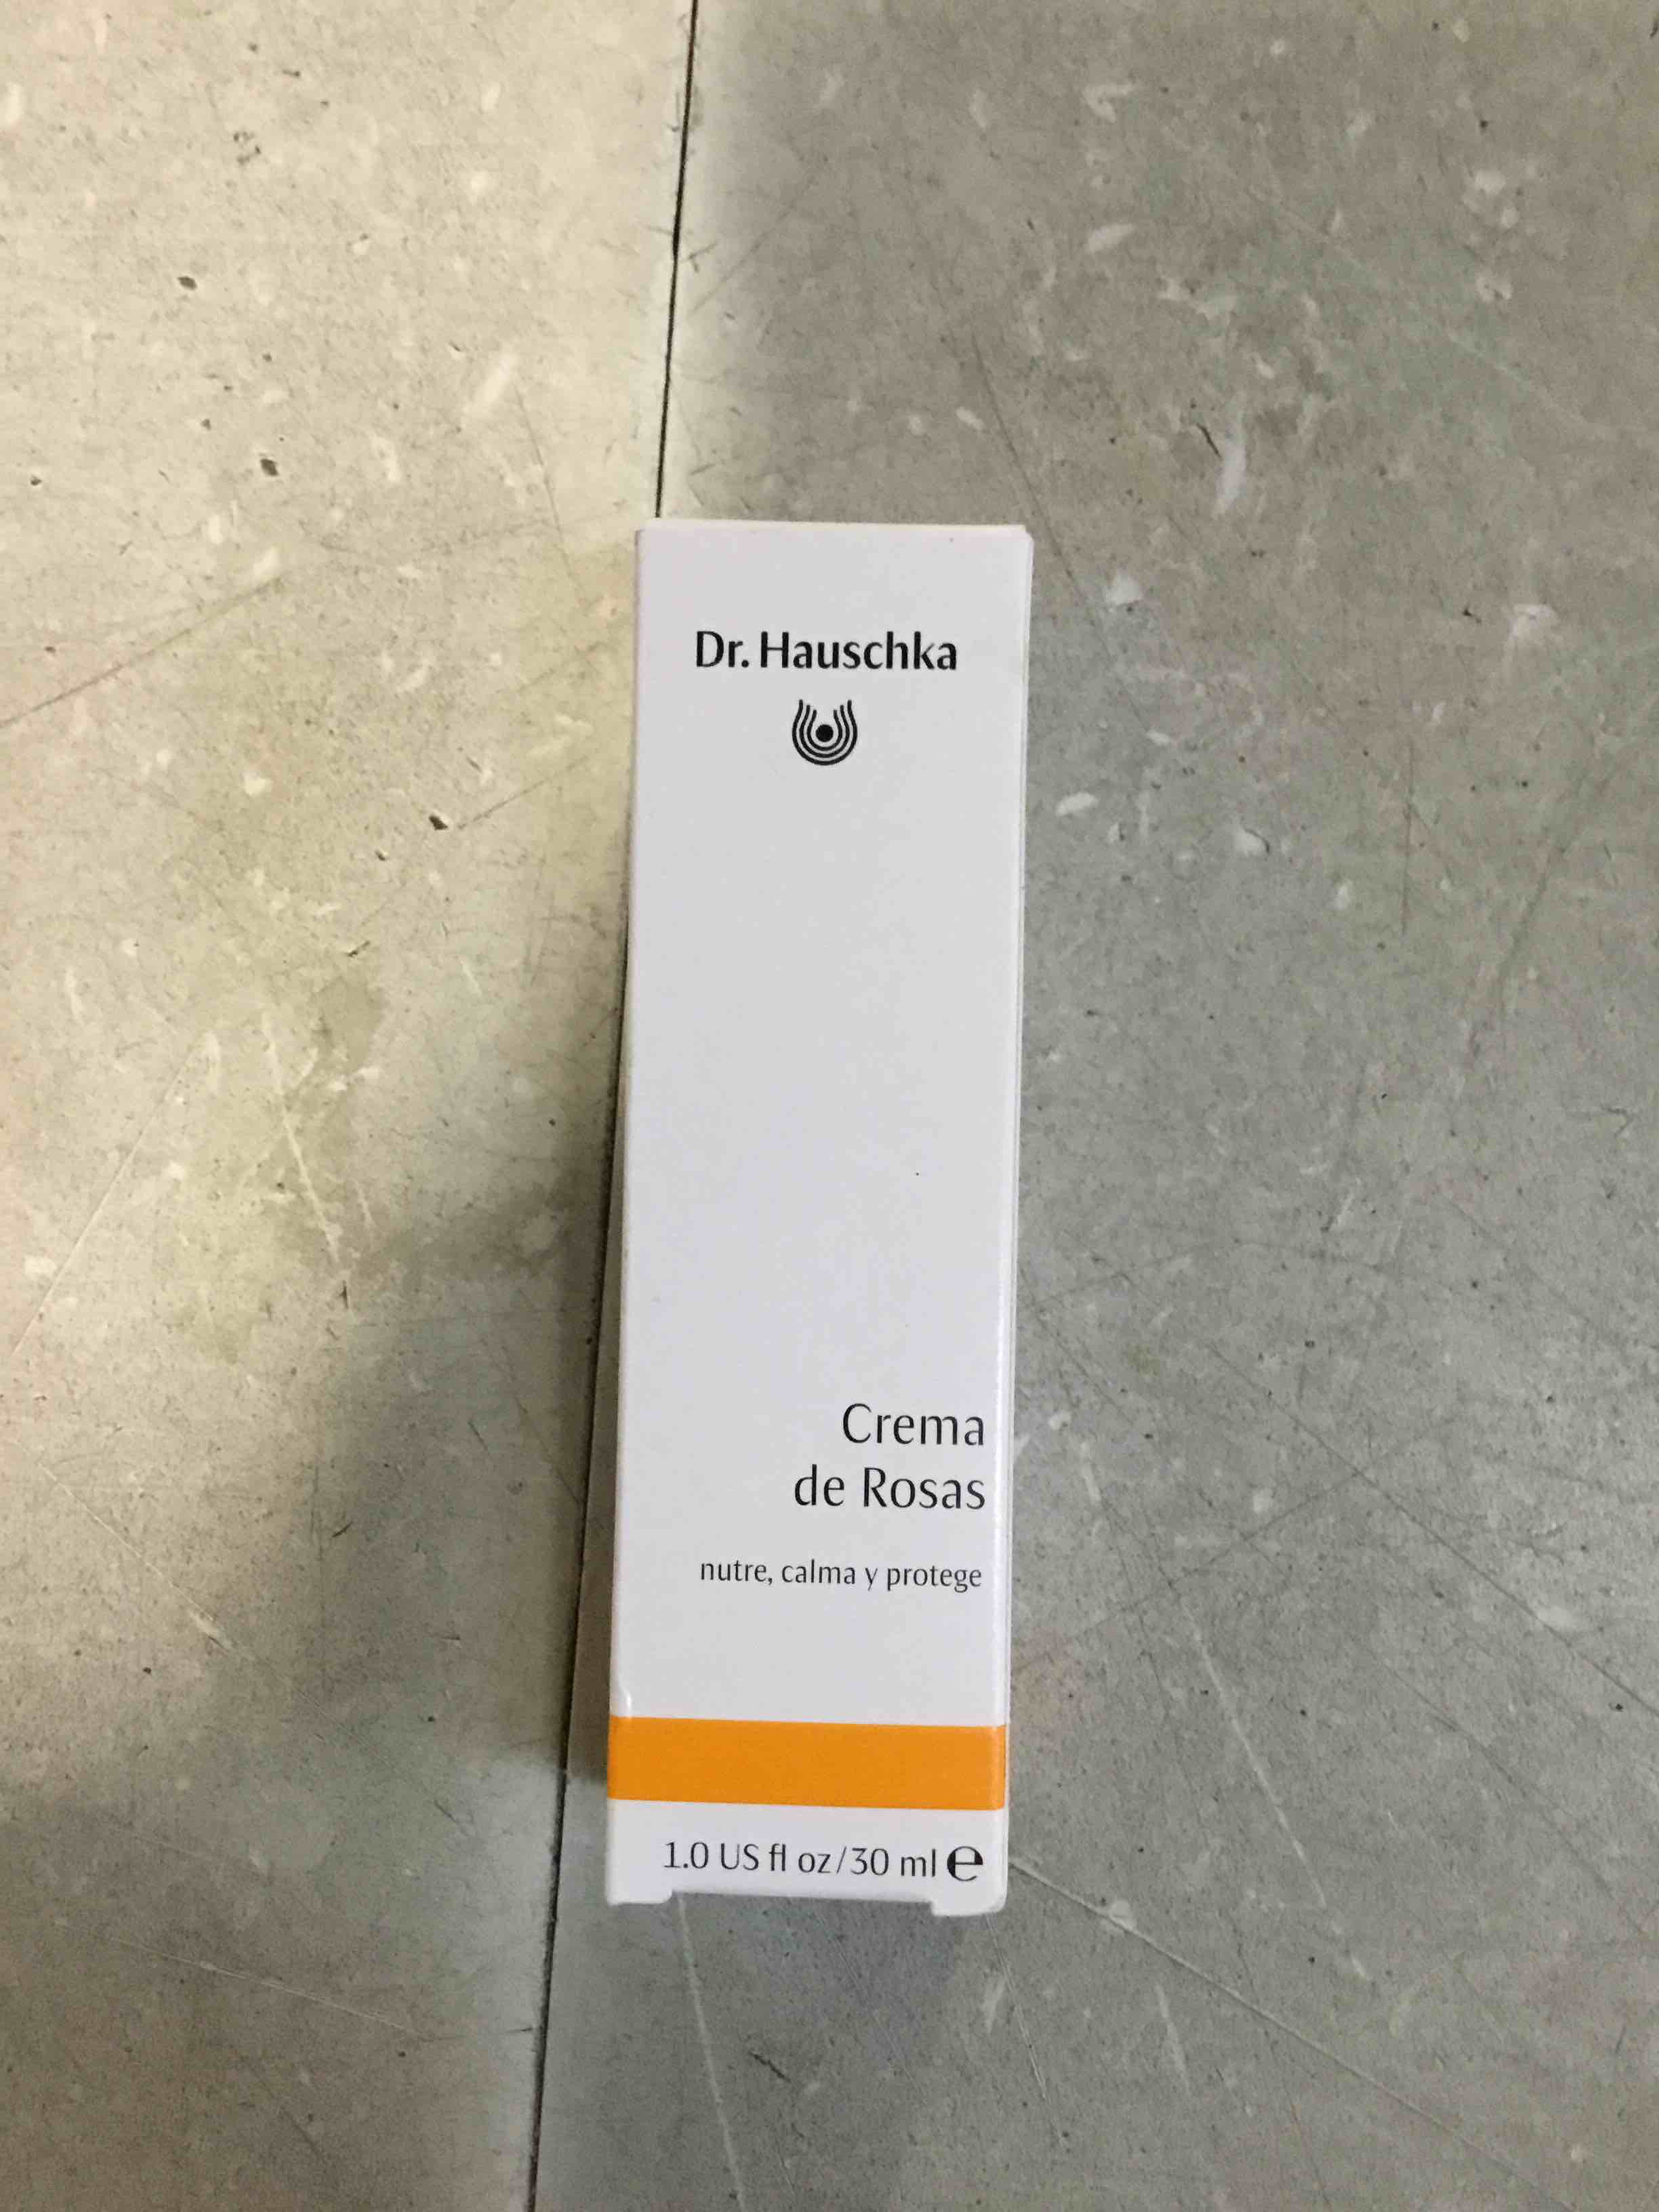 Dr. Hauschka
Crema
de Rosas
nutre, calma y protege
1.0 US fl oz/30 ml ℮